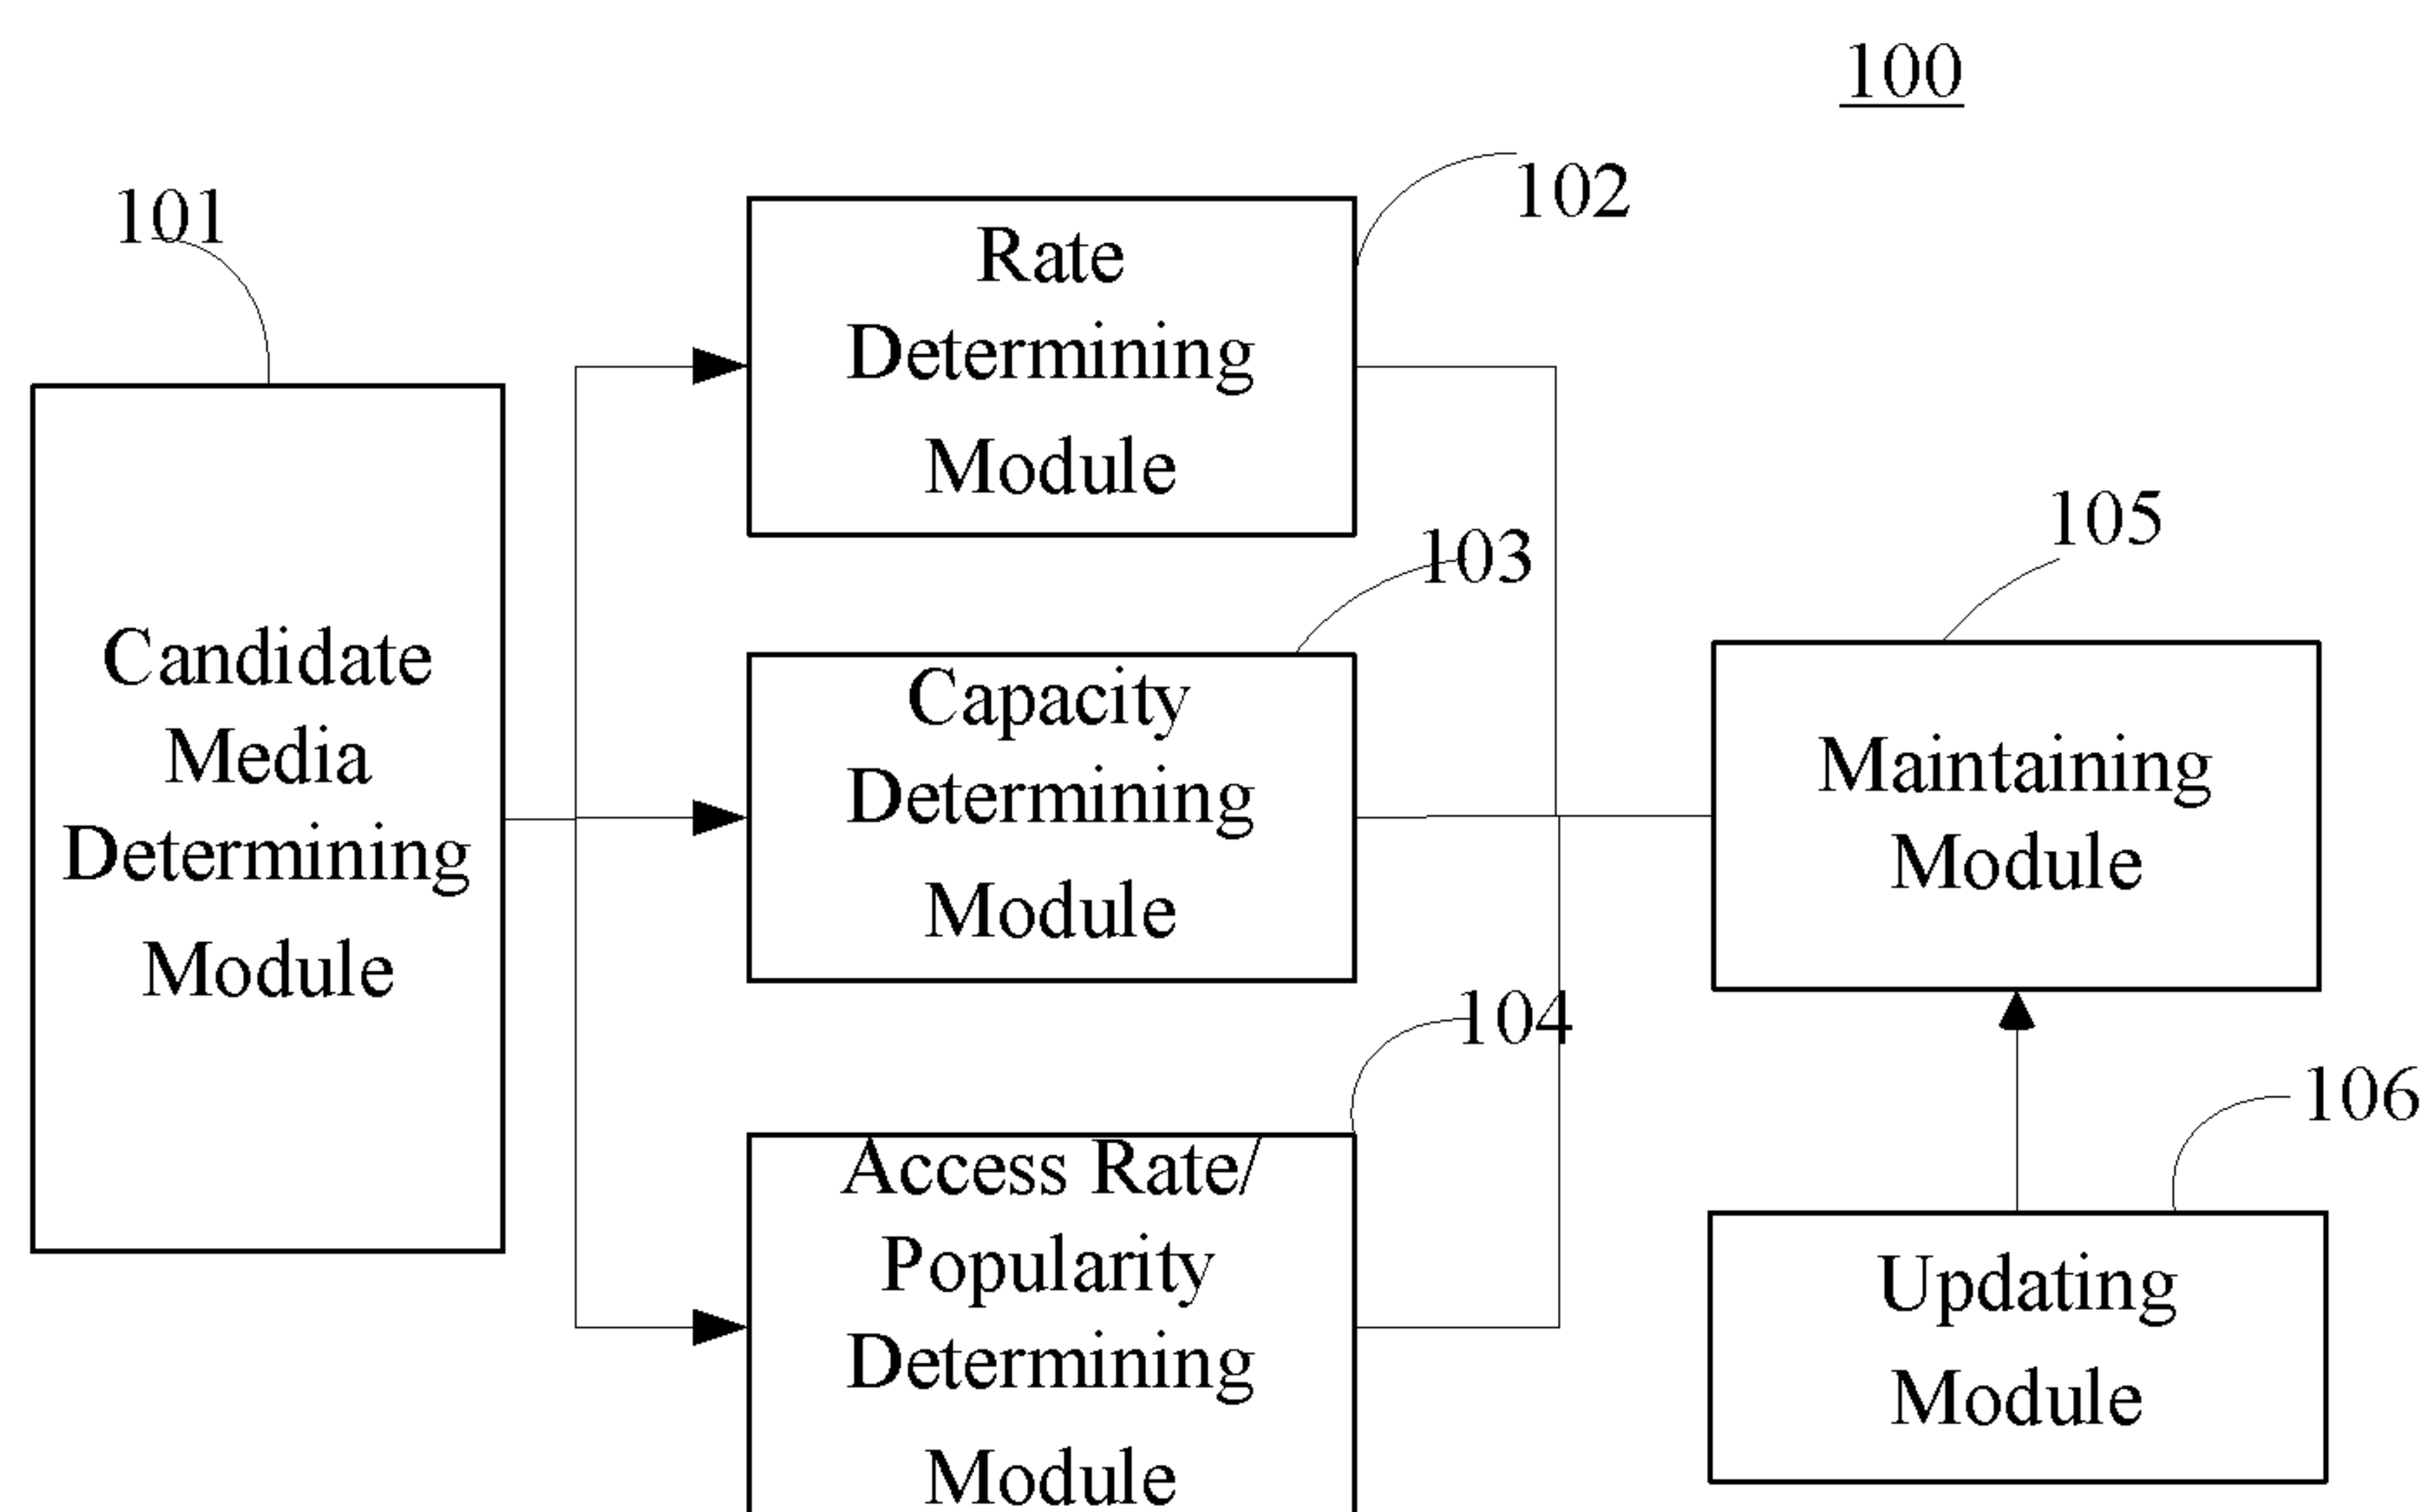 100
101
102
Rate
Determining
Module
103
Candidate
Media
Determining
Module
Capacity
Determining
Module
105
Maintaining
Module
104
Access Rate/
Popularity
Determining
Module
106
Updating
Module